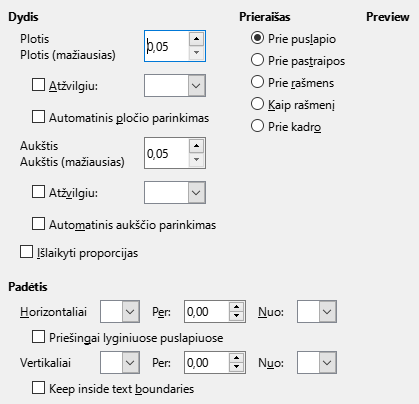 Dydis
Plotis
Plotis (mažiausias)
0,05
Atžvilgiu:
Automatinis pločio parinkimas
Aukštis
Aukštis (mažiausias)
0,05
Atžvilgiu:
Automatinis aukščio parinkimas
Išlaikyti proporcijas
Prieraišas
Prie puslapio
Prie pastraipos
Prie rašmens
Kaip rašmenį
Prie kadro
Preview
Padėtis
Horizontaliai Per: 0,00 Nuo:
Priešingai lyginiuose puslapiuose
Vertikaliai Per: 0,00 Nuo:
Keep inside text boundaries